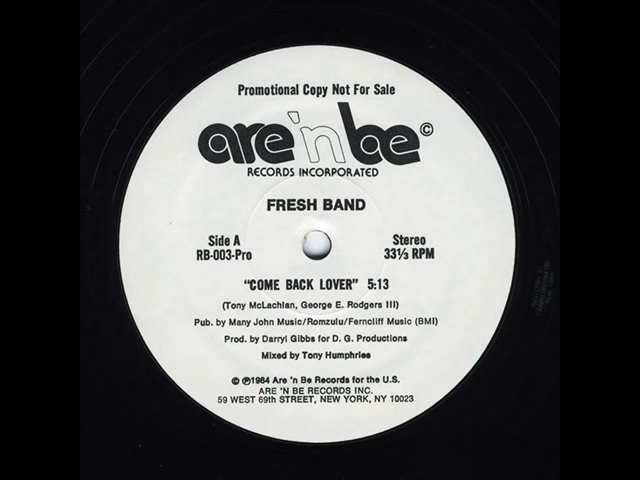 Promotional Copy Not For Sale
are 'n be ©
RECORDS INCORPORATED
FRESH BAND
Side A
RB-003-Pro
Stereo
33⅓ RPM
"COME BACK LOVER" 5:13
(Tony McLachlan, George E. Rodgers III)
Pub. by Many John Music/Romzulu/Ferncliff Music (BMI)
Prod. by Darryl Gibbs for D. G. Productions
Mixed by Tony Humphries
© ℗1984 Are 'n Be Records for the U.S.
ARE 'N BE RECORDS INC.
59 WEST 69th STREET, NEW YORK, NY 10023